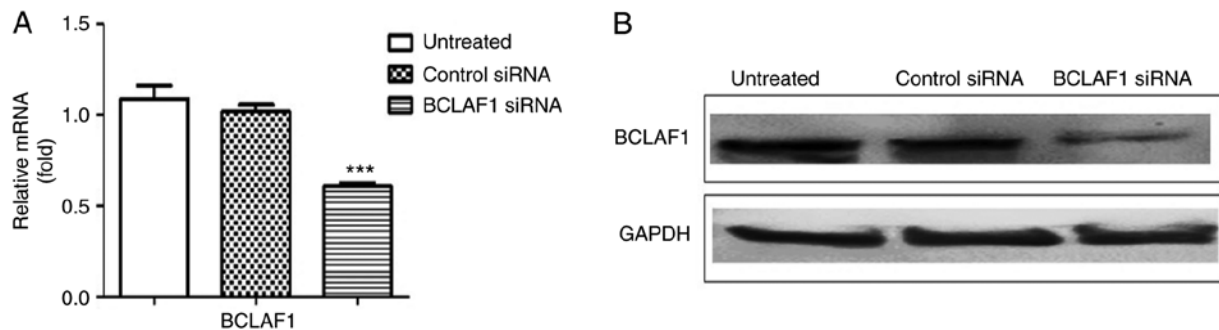 A
Relative mRNA
(fold)
1.5
1.0
0.5
0.0
***
BCLAF1
Untreated
Control siRNA
BCLAF1 siRNA
B
Untreated Control siRNA BCLAF1 siRNA
BCLAF1
GAPDH